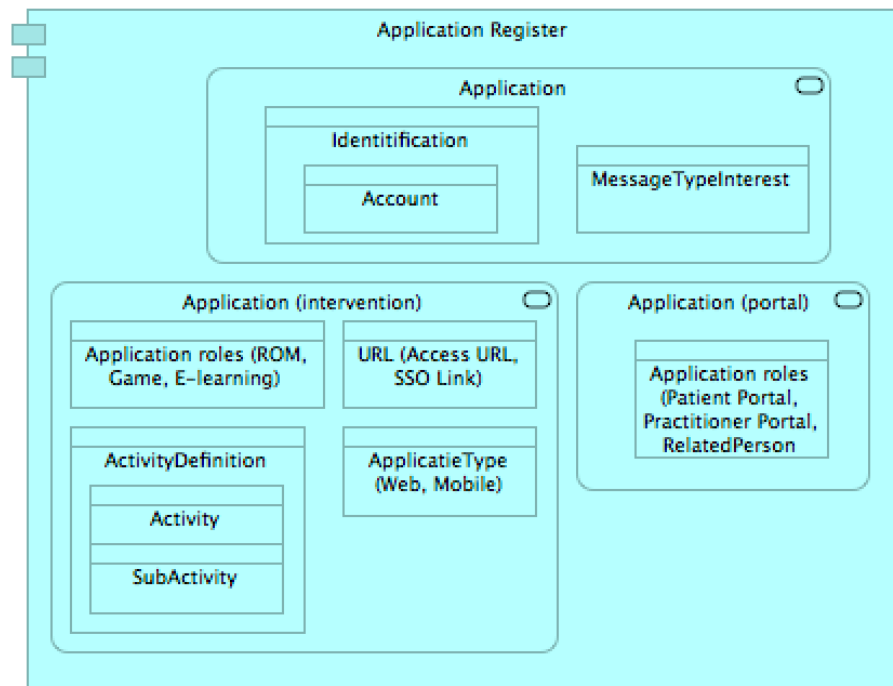 Application Register
Application
Identitification
Account
MessageTypeInterest
Application (intervention)
Application roles (ROM,
Game, E-learning)
URL (Access URL,
SSO Link)
ActivityDefinition
Activity
SubActivity
ApplicatieType
(Web, Mobile)
Application (portal)
Application roles
(Patient Portal,
Practitioner Portal,
RelatedPerson